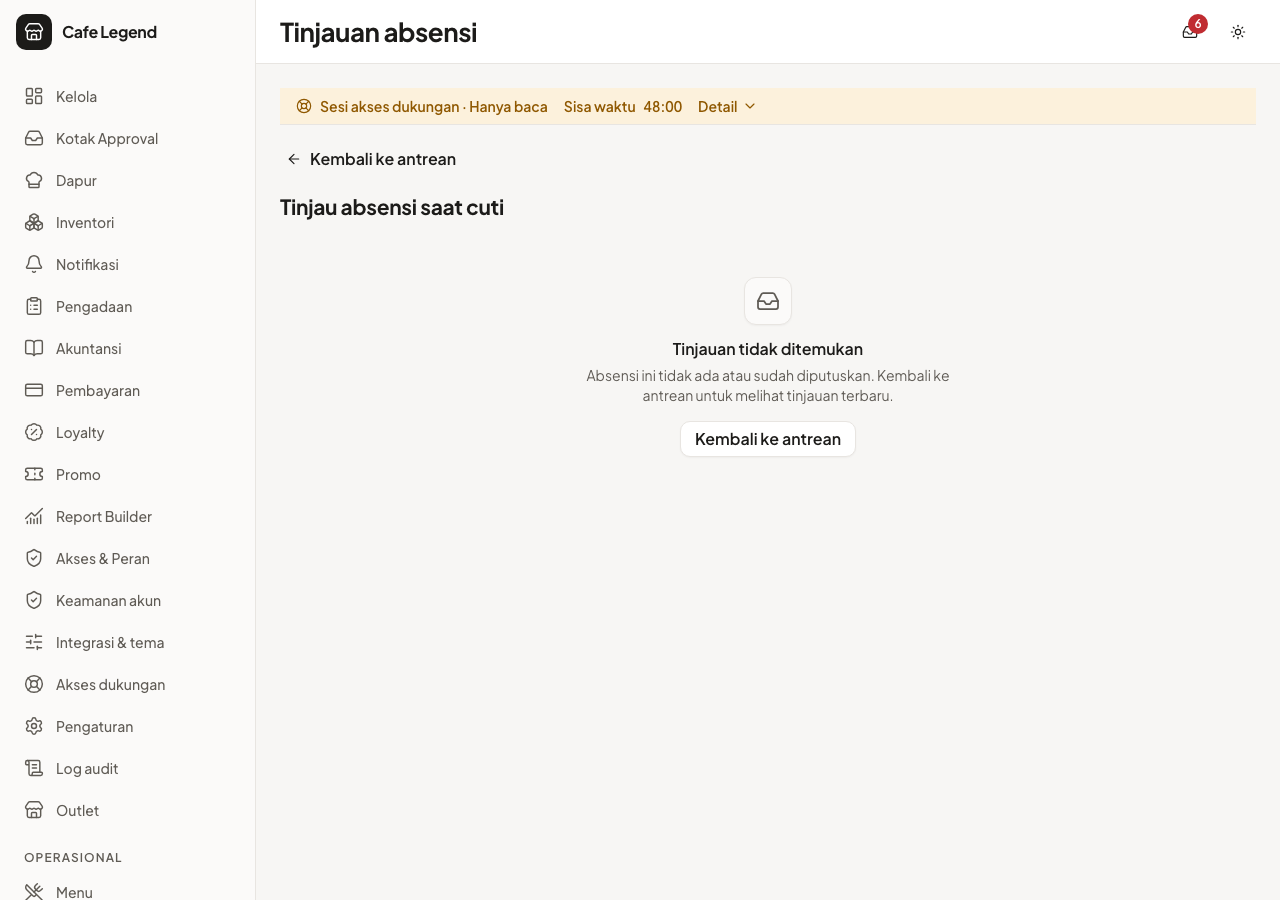 Cafe Legend
Tinjauan absensi
6
Kelola
Kotak Approval
Dapur
Inventori
Notifikasi
Pengadaan
Akuntansi
Pembayaran
Loyalty
Promo
Report Builder
Akses & Peran
Keamanan akun
Integrasi & tema
Akses dukungan
Pengaturan
Log audit
Outlet
OPERASIONAL
Menu
Sesi akses dukungan · Hanya baca Sisa waktu 48:00 Detail
Kembali ke antrean
Tinjau absensi saat cuti
Tinjauan tidak ditemukan
Absensi ini tidak ada atau sudah diputuskan. Kembali ke
antrean untuk melihat tinjauan terbaru.
Kembali ke antrean